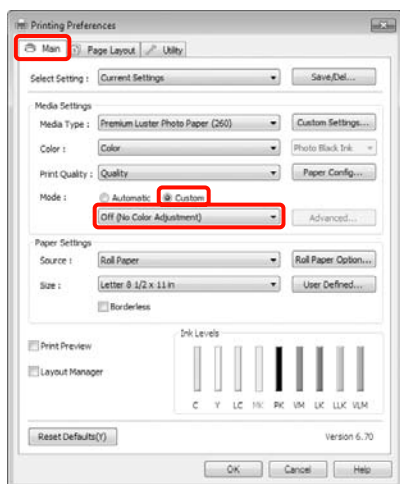 Printing Preferences
Main Page Layout Utility
Select Setting : Current Settings Save/Del...
Media Settings
Media Type : Premium Luster Photo Paper (260) Custom Settings...
Color : Color Photo Black Ink
Print Quality : Quality Paper Config...
Mode : Automatic Custom
Off (No Color Adjustment) Advanced...
Paper Settings
Source : Roll Paper Roll Paper Option...
Size : Letter 8 1/2 x 11 in User Defined...
Borderless
Ink Levels
Print Preview
Layout Manager
C Y LC MK PK VM LK LLK VLM
Reset Defaults(Y) Version 6.70
OK Cancel Help